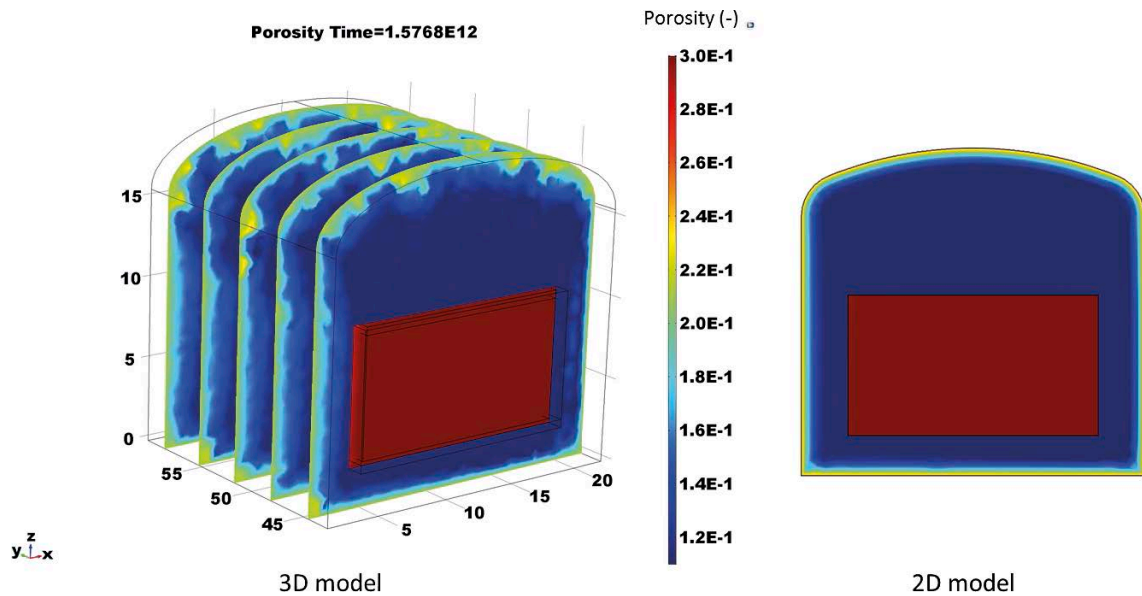 Porosity Time=1.5768E12
Porosity (-)
3.0E-1
2.8E-1
2.6E-1
2.4E-1
2.2E-1
2.0E-1
1.8E-1
1.6E-1
1.4E-1
1.2E-1
15
10
5
0
55
50
45
5
10
15
20
z
y
x
3D model
2D model